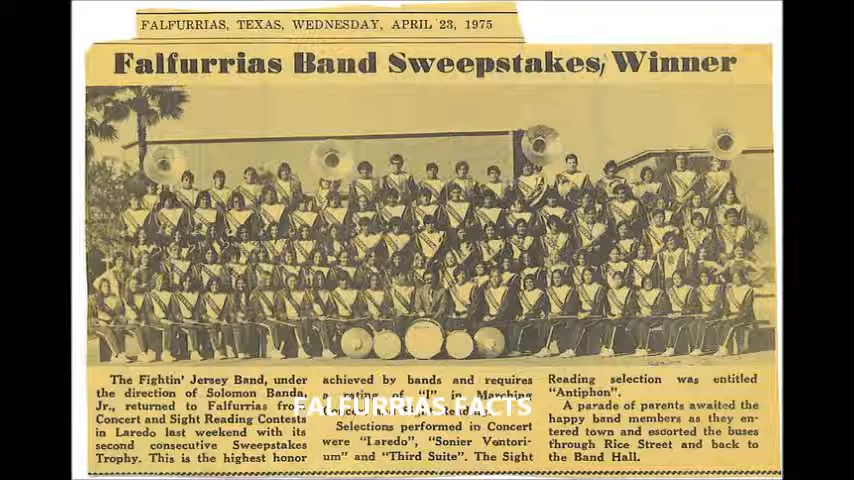 FALFURRIAS, TEXAS, WEDNESDAY, APRIL 23, 1975
Falfurrias Band Sweepstakes, Winner
The Fightin' Jersey Band, under
the direction of Solomon Banda,
Jr., returned to Falfurrias from
Concert and Sight Reading Contests
in Laredo last weekend with its
second consecutive Sweepstakes
Trophy. This is the highest honor
achieved by bands and requires
a rating of "I" in Marching
Selections performed in Concert
were "Laredo", "Sonier Ventori-
um" and "Third Suite". The Sight
Reading selection was entitled
"Antiphon".
A parade of parents awaited the
happy band members as they en-
tered town and escorted the buses
through Rice Street and back to
the Band Hall.
FALFURRIAS FACTS